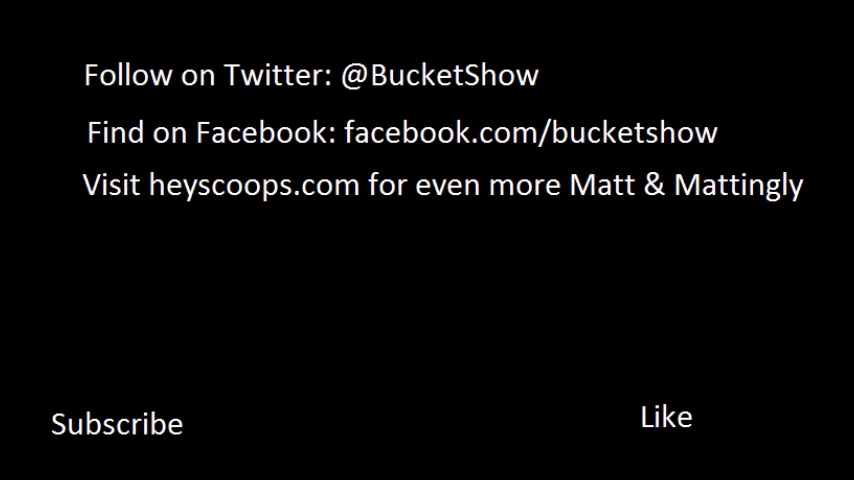 Follow on Twitter: @BucketShow
Find on Facebook: facebook.com/bucketshow
Visit heyscoops.com for even more Matt & Mattingly
Subscribe
Like